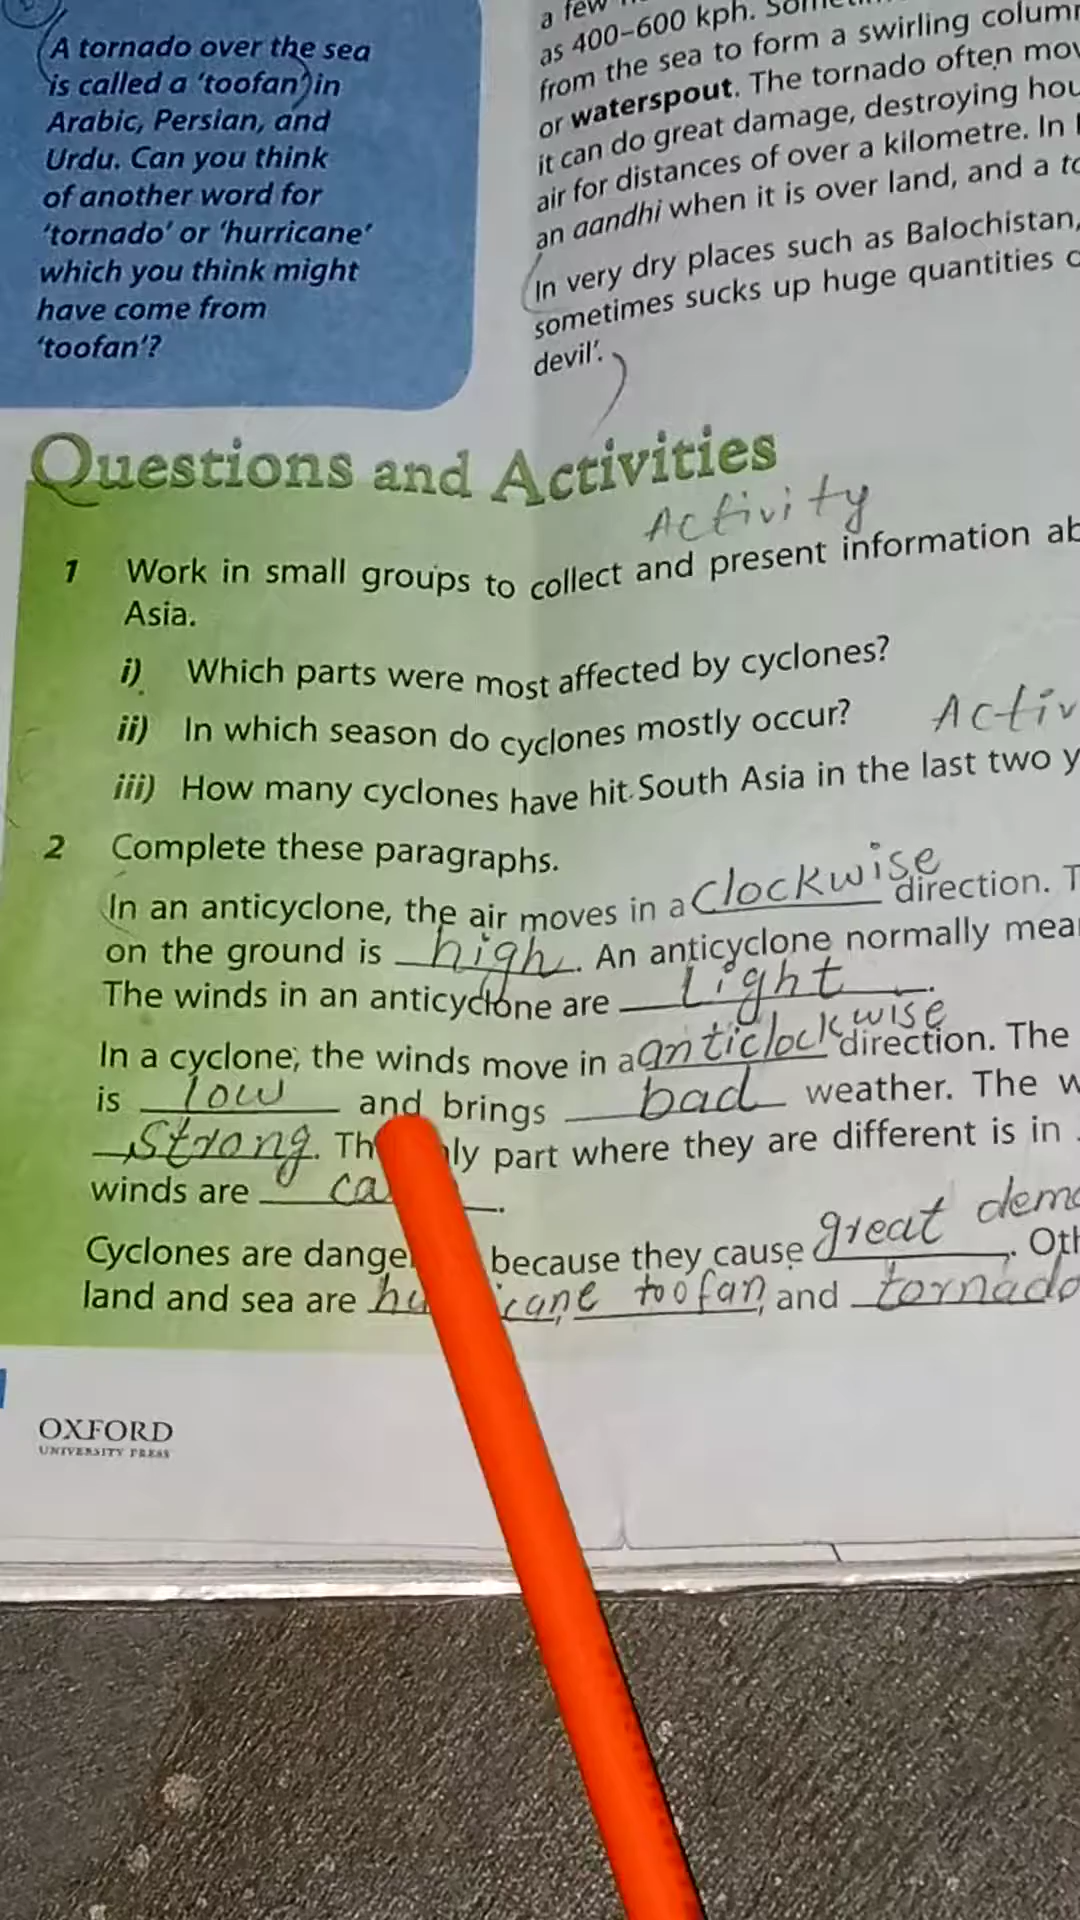 A tornado over the sea
is called a 'toofan' in
Arabic, Persian, and
Urdu. Can you think
of another word for
'tornado' or 'hurricane'
which you think might
have come from
'toofan'?
a few
as 400–600 kph.
from the sea to form a swirling
or waterspout. The tornado often
it can do great damage, destroying
air for distances of over a kilometre. In
an aandhi when it is over land, and a
In very dry places such as Balochistan,
sometimes sucks up huge quantities
devil'.
Questions and Activities
Activity
1 Work in small groups to collect and present information
Asia.
i) Which parts were most affected by cyclones?
ii) In which season do cyclones mostly occur?
iii) How many cyclones have hit South Asia in the last two
2 Complete these paragraphs.
In an anticyclone, the air moves in a Clockwise direction.
on the ground is high. An anticyclone normally
The winds in an anticyclone are light.
In a cyclone, the winds move in a anticlockwise direction. The
is low and brings bad weather. The
strong. part where they are different is in
winds are
Cyclones are because they cause great
land and sea are toofan, and tornado
OXFORD
UNIVERSITY PRESS